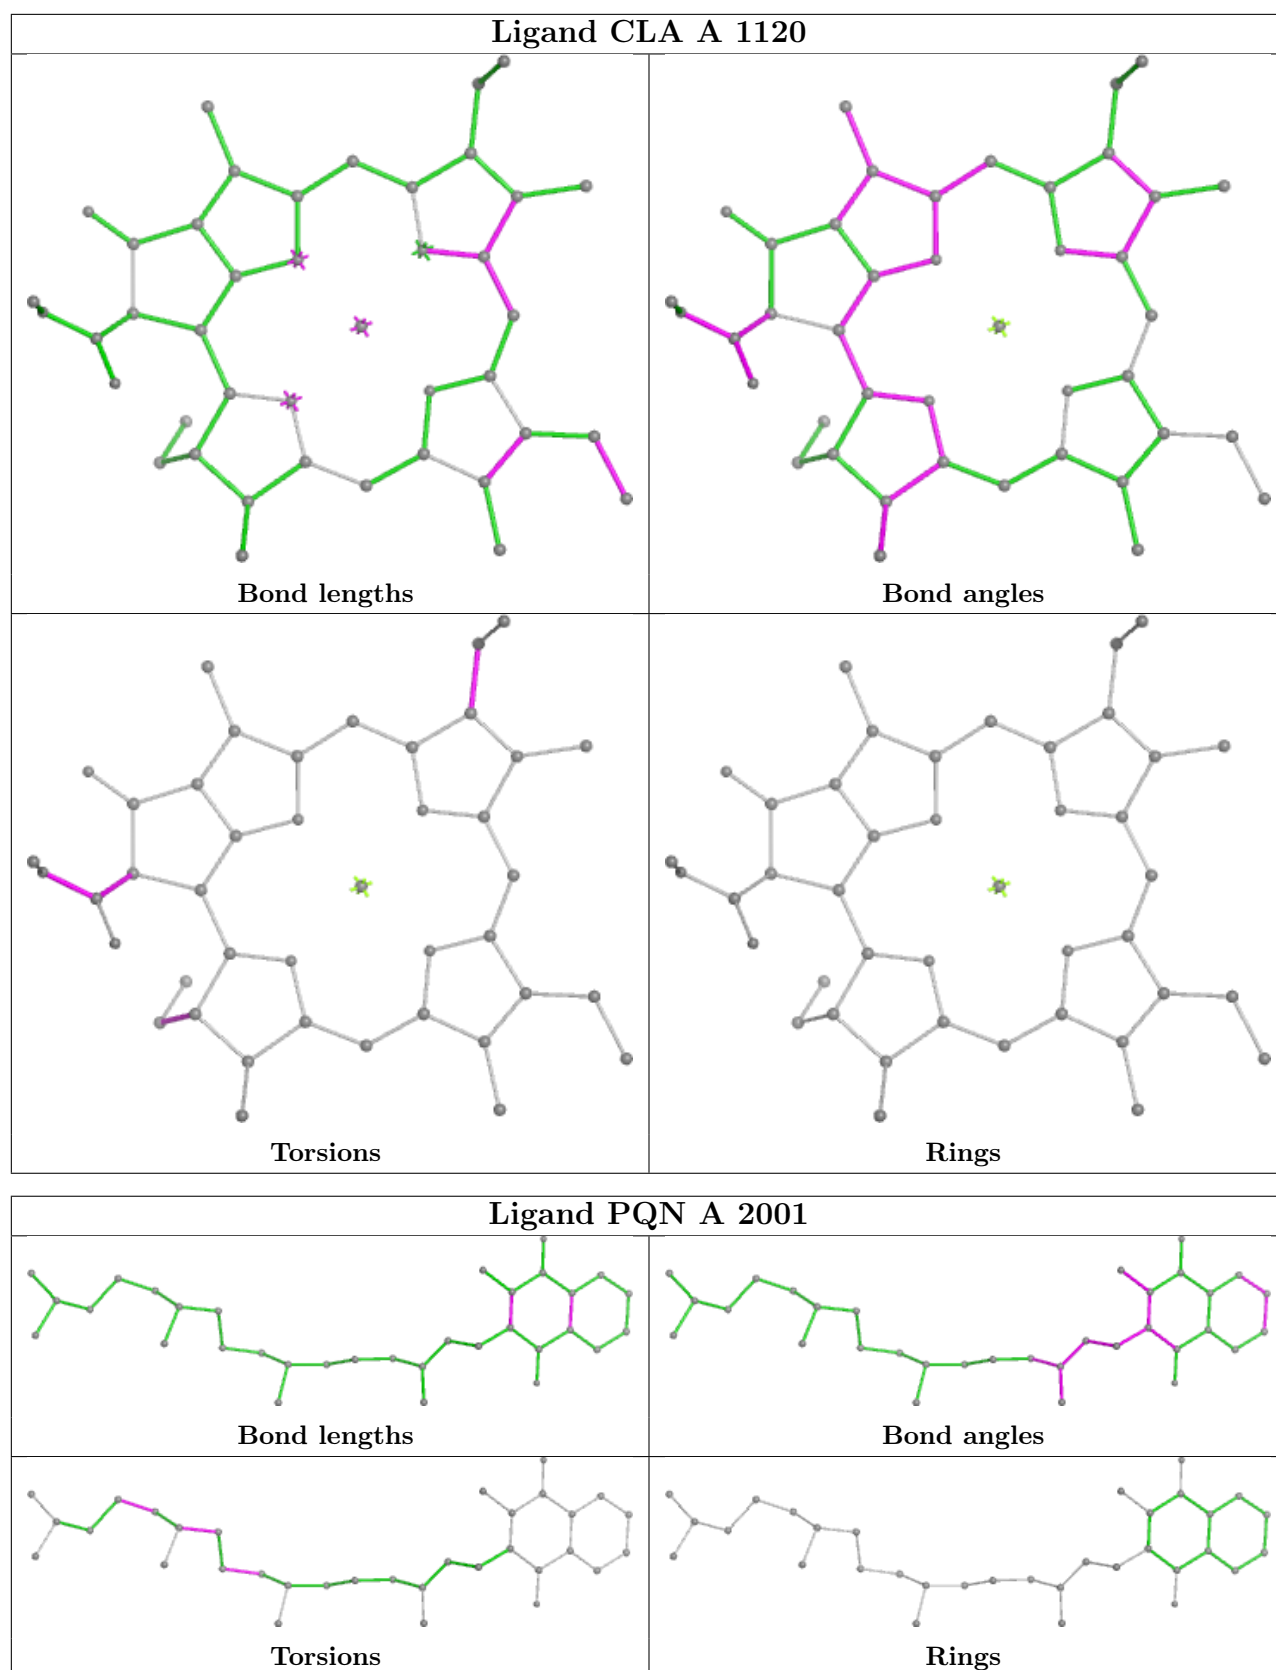 Ligand CLA A 1120
Bond lengths
Bond angles
Torsions
Rings
Ligand PQN A 2001
Bond lengths
Bond angles
Torsions
Rings